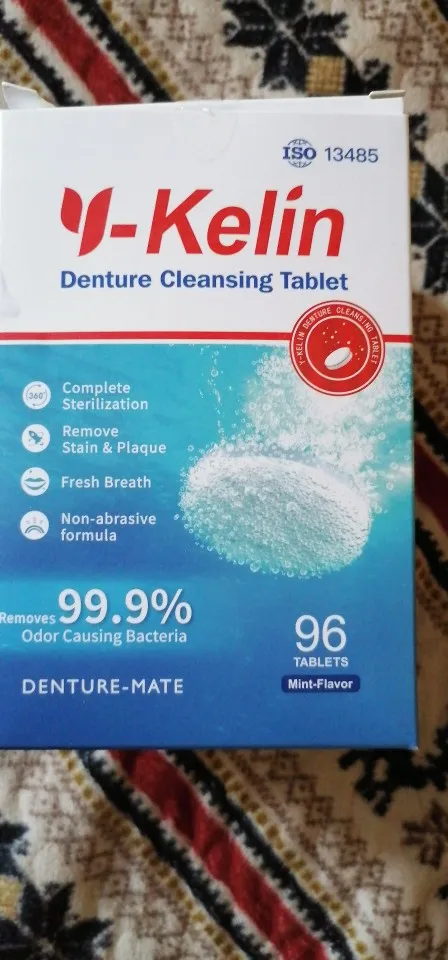 ISO 13485
Y-Kelin
Denture Cleansing Tablet
Y-KELIN DENTURE CLEANSING TABLET
360°
Complete
Sterilization
Remove
Stain & Plaque
Fresh Breath
Non-abrasive
formula
Removes 99.9%
Odor Causing Bacteria
96
TABLETS
Mint-Flavor
DENTURE-MATE